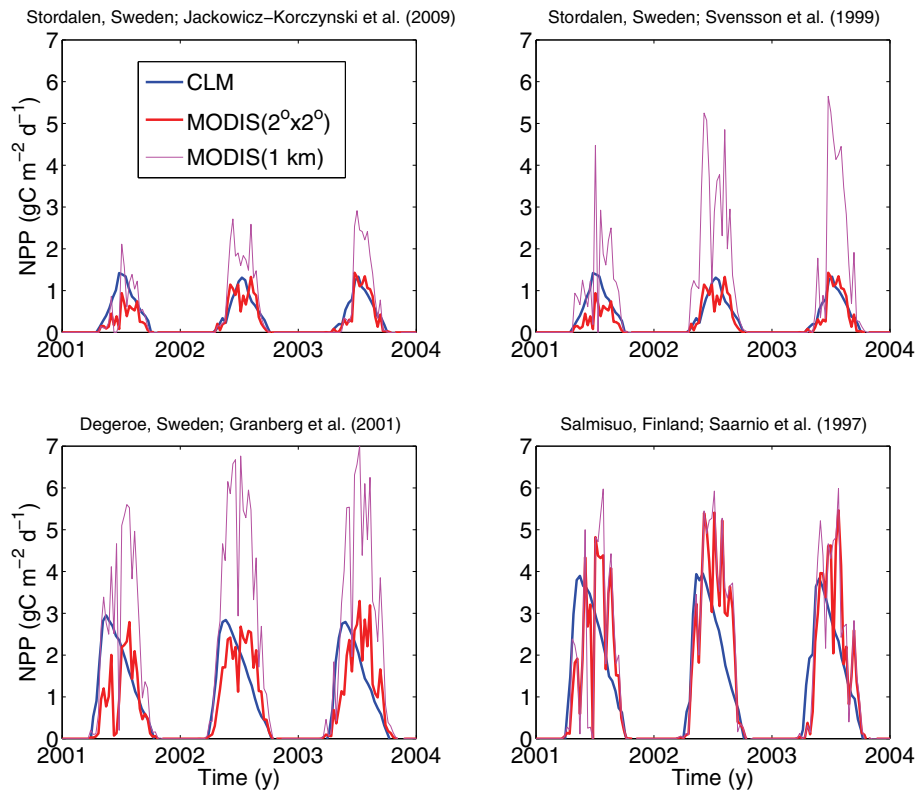 Stordalen, Sweden; Jackowicz−Korczynski et al. (2009)
7
6
5
4
3
2
1
0
NPP (gC m⁻² d⁻¹)
CLM
MODIS(2°x2°)
MODIS(1 km)
2001 2002 2003 2004
Stordalen, Sweden; Svensson et al. (1999)
7
6
5
4
3
2
1
0
2001 2002 2003 2004
Degeroe, Sweden; Granberg et al. (2001)
7
6
5
4
3
2
1
0
NPP (gC m⁻² d⁻¹)
2001 2002 2003 2004
Time (y)
Salmisuo, Finland; Saarnio et al. (1997)
7
6
5
4
3
2
1
0
2001 2002 2003 2004
Time (y)